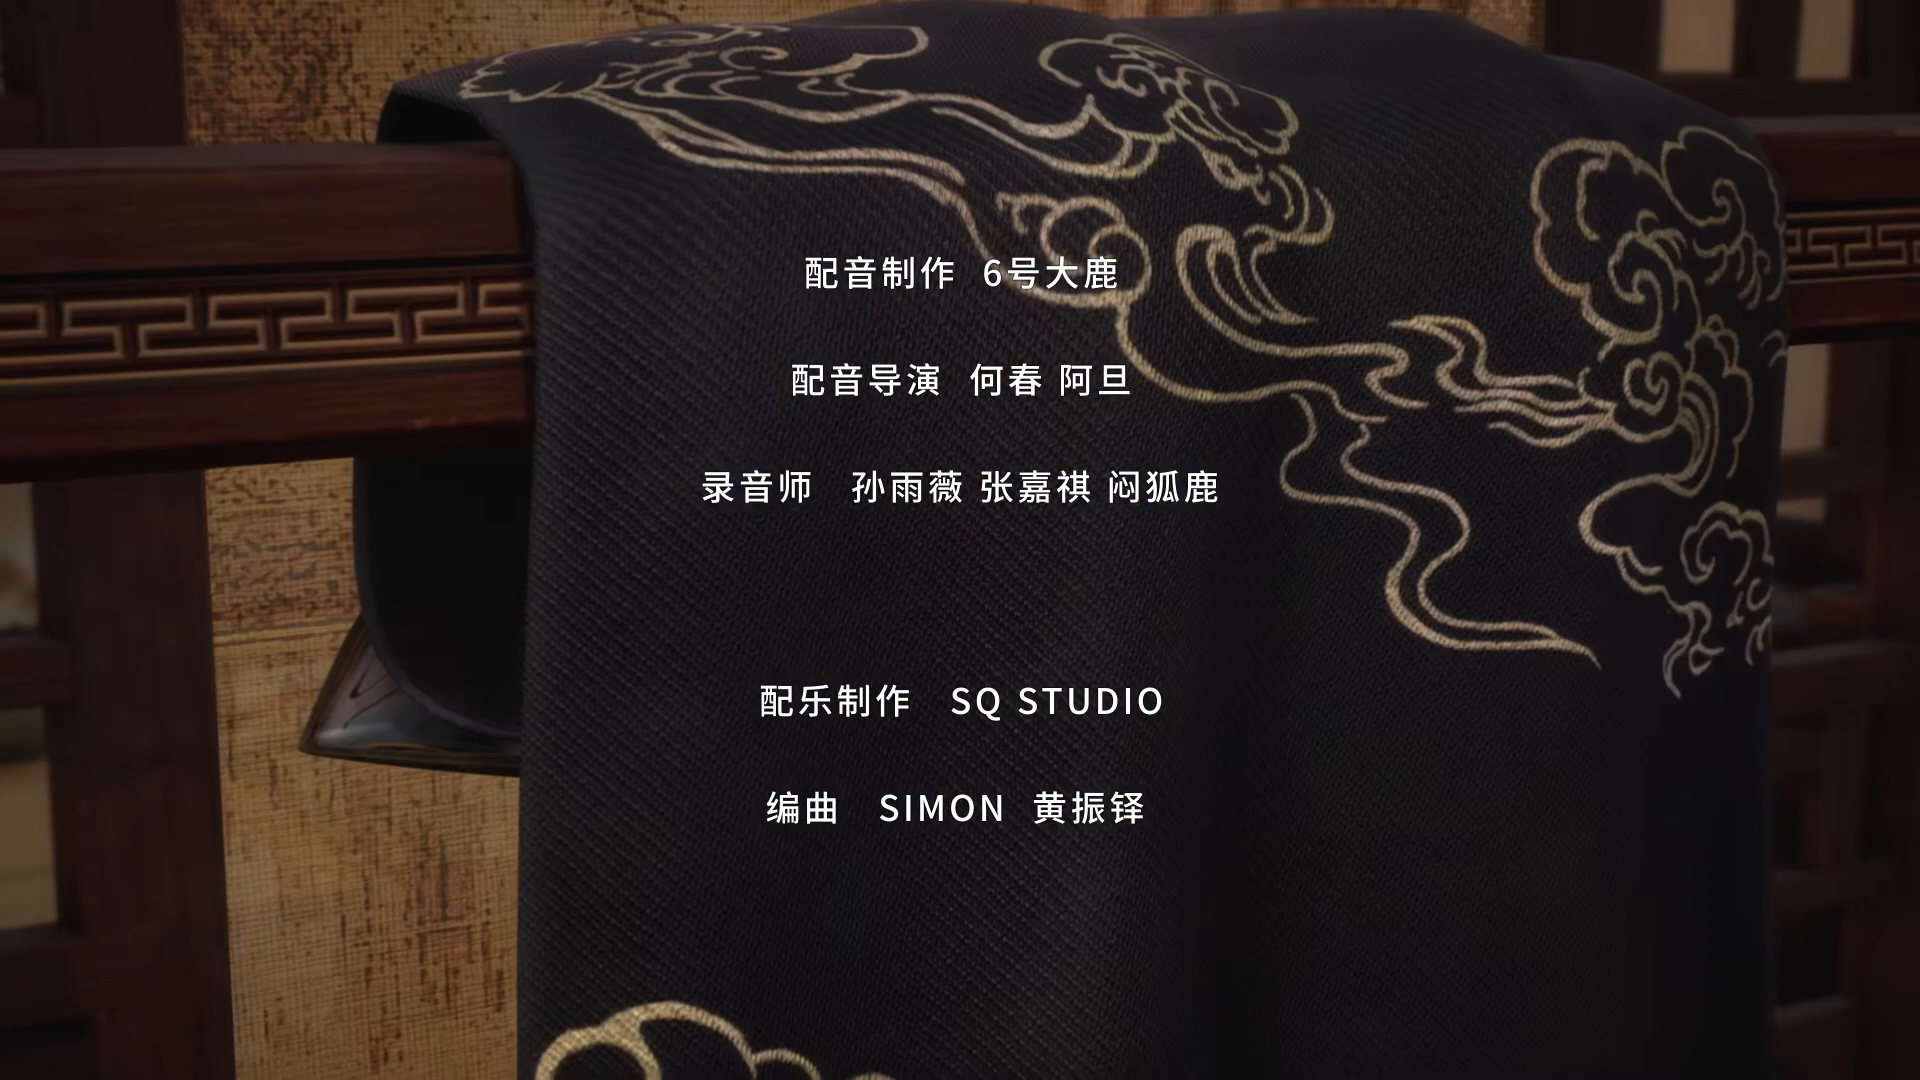 配音制作 6号大鹿
配音导演 何春 阿旦
录音师 孙雨薇 张嘉祺 闷狐鹿
配乐制作 SQ STUDIO
编曲 SIMON 黄振铎